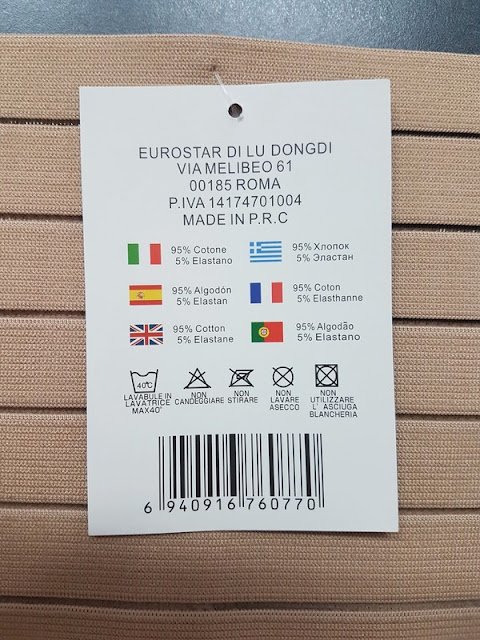 EUROSTAR DI LU DONGDI
VIA MELIBEO 61
00185 ROMA
P.IVA 14174701004
MADE IN P.R.C
95% Cotone
5% Elastano
95% Хлопок
5% Эластан
95% Algodón
5% Elastan
95% Coton
5% Elasthanne
95% Cotton
5% Elastane
95% Algodão
5% Elastano
40°C
LAVABULE IN
LAVATRICE
MAX40°
NON
CANDEGGIARE
NON
STIRARE
NON
LAVARE
ASECCO
NON
UTILIZZARE
L' ASCIUGA
BLANCHERIA
6 940916 760770